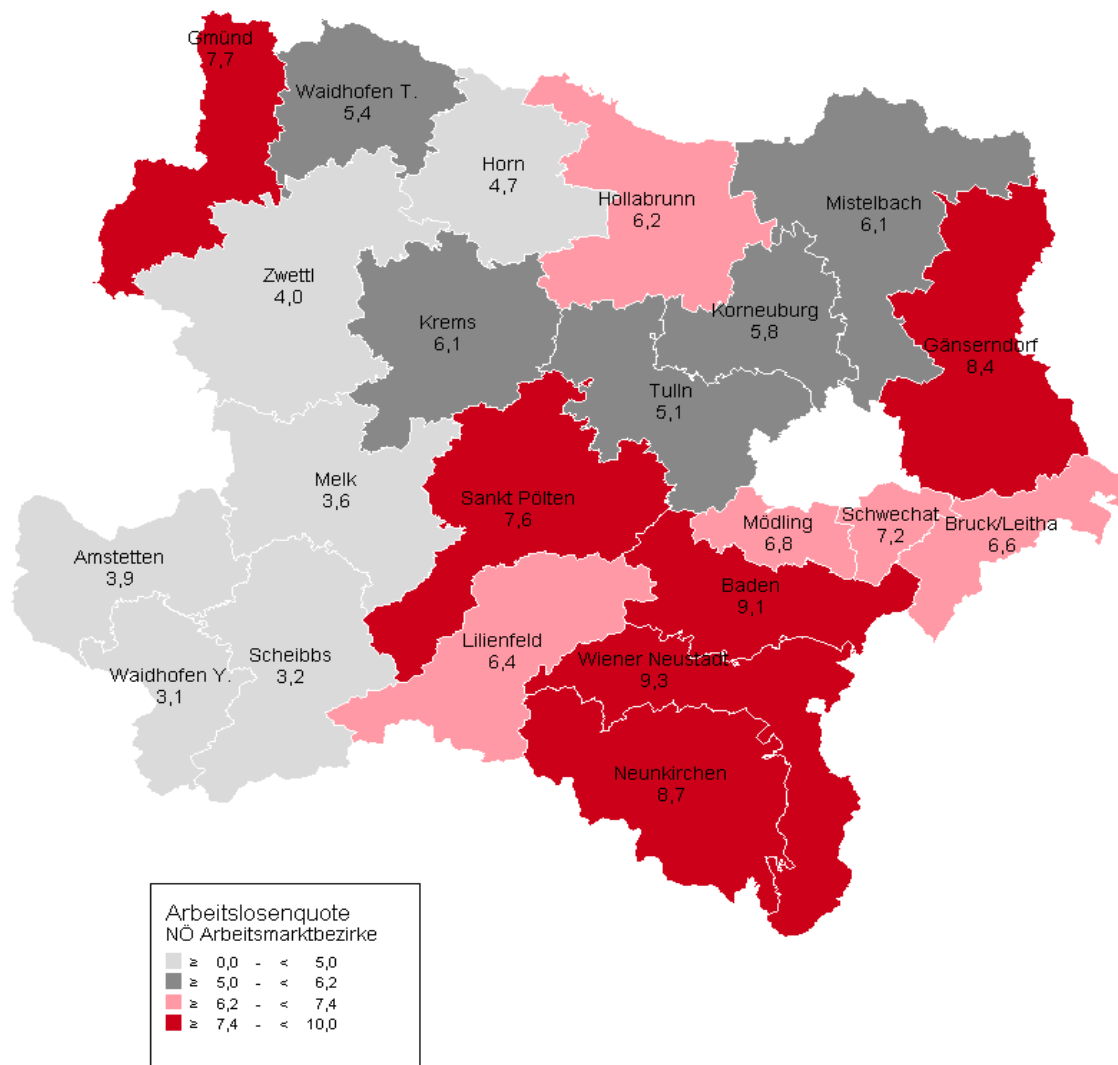 Gmünd
7,7
Waidhofen T.
5,4
Horn
4,7
Hollabrunn
6,2
Mistelbach
6,1
Zwettl
4,0
Krems
6,1
Korneuburg
5,8
Gänserndorf
8,4
Tulln
5,1
Melk
3,6
Sankt Pölten
7,6
Mödling
6,8
Schwechat
7,2
Bruck/Leitha
6,6
Amstetten
3,9
Baden
9,1
Lilienfeld
6,4
Scheibbs
3,2
Waidhofen Y.
3,1
Wiener Neustadt
9,3
Neunkirchen
8,7
Arbeitslosenquote
NÖ Arbeitsmarktbezirke
≥ 0,0 - < 5,0
≥ 5,0 - < 6,2
≥ 6,2 - < 7,4
≥ 7,4 - < 10,0